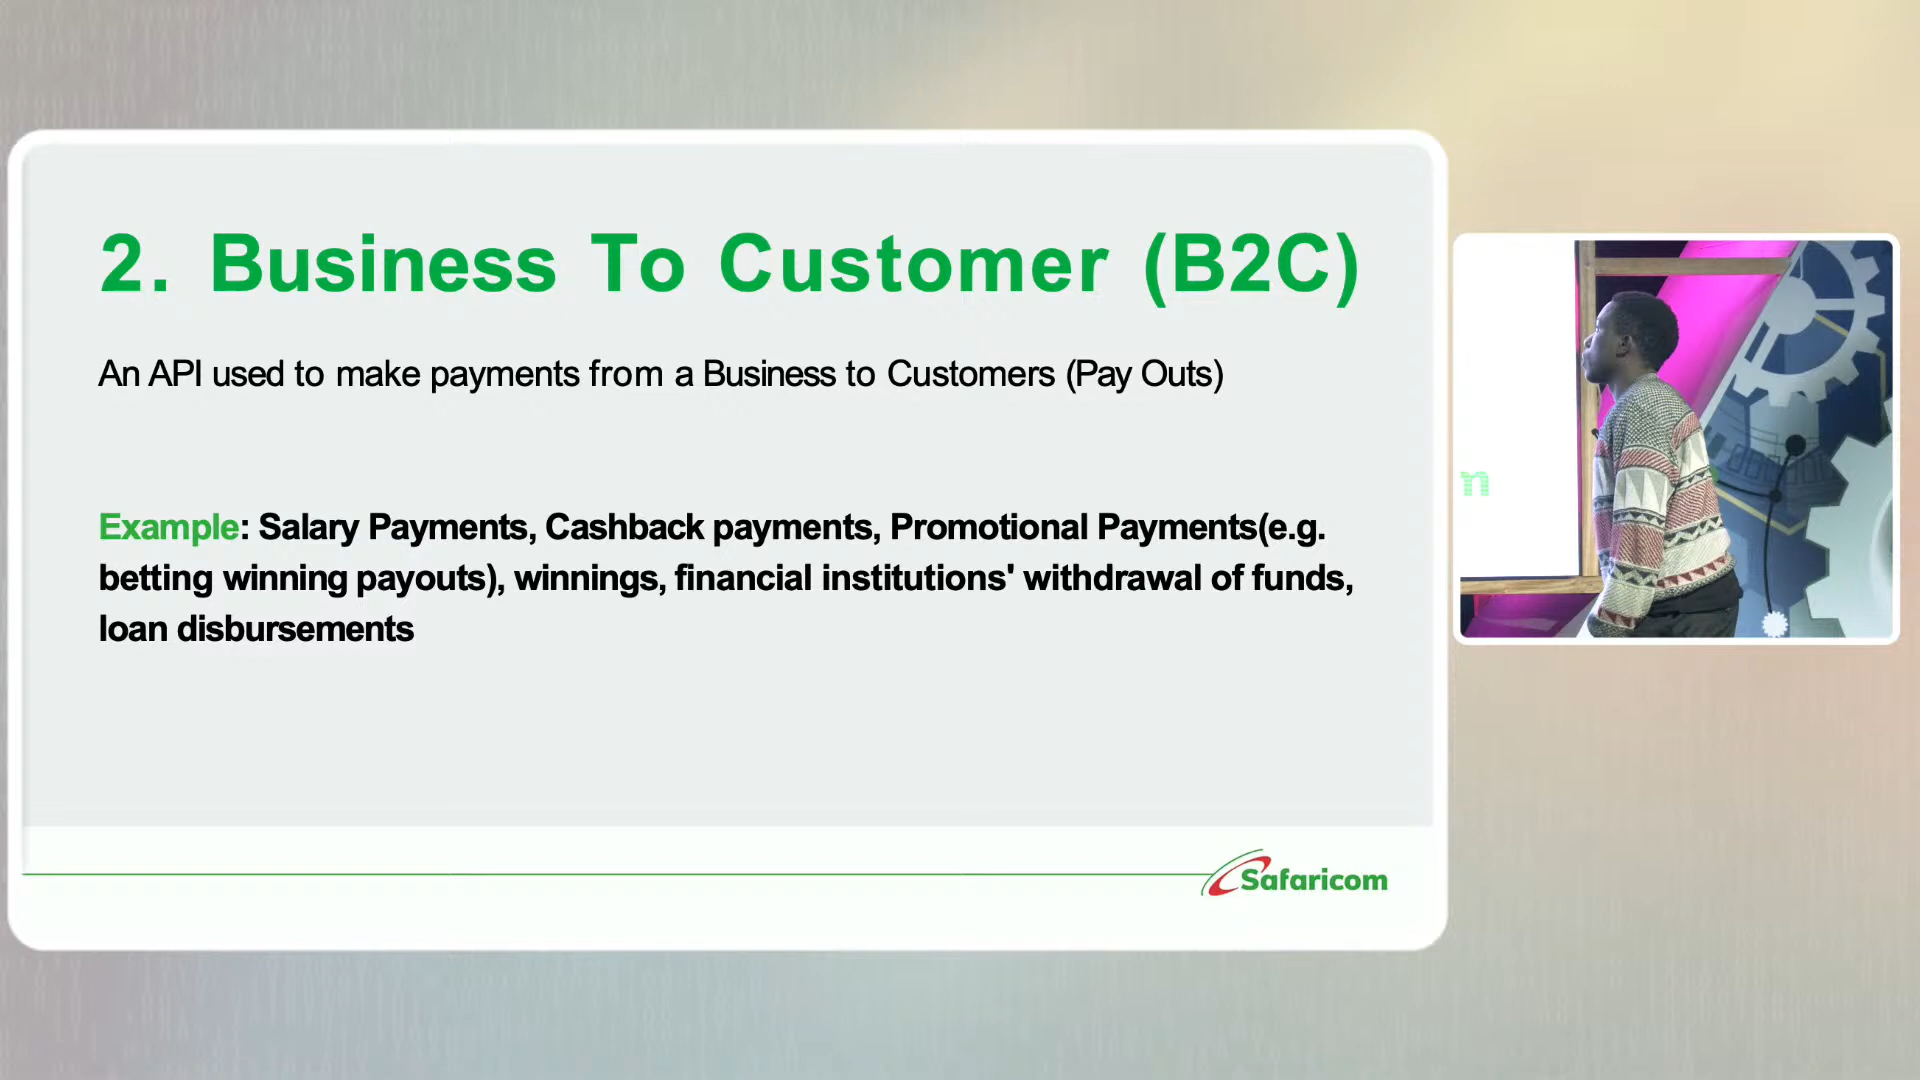 2. Business To Customer (B2C)
An API used to make payments from a Business to Customers (Pay Outs)
Example: Salary Payments, Cashback payments, Promotional Payments(e.g.
betting winning payouts), winnings, financial institutions' withdrawal of funds,
loan disbursements
Safaricom
n